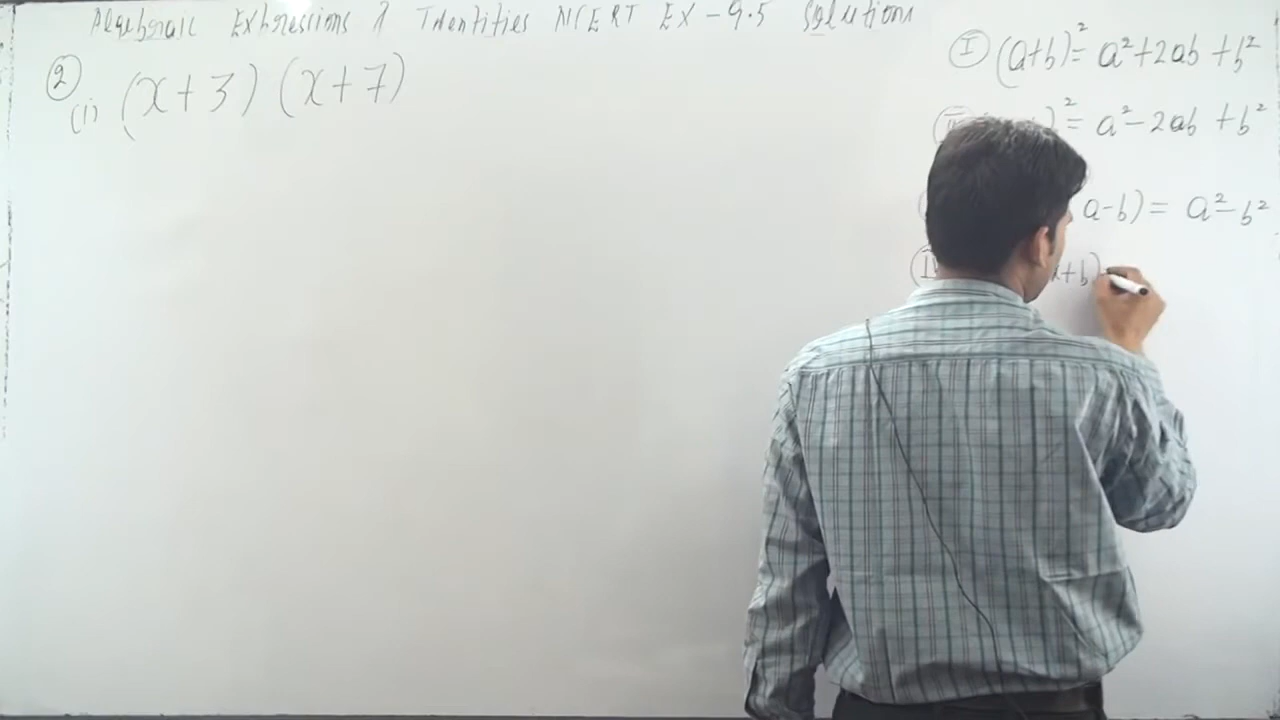 Algebraic Expressions & Identities NCERT EX - 9.5 Solutions
② (i) (x+3) (x+7)
Ⓘ (a+b)² = a²+2ab +b²
² = a²-2ab +b²
a-b) = a²-b²
x+b)